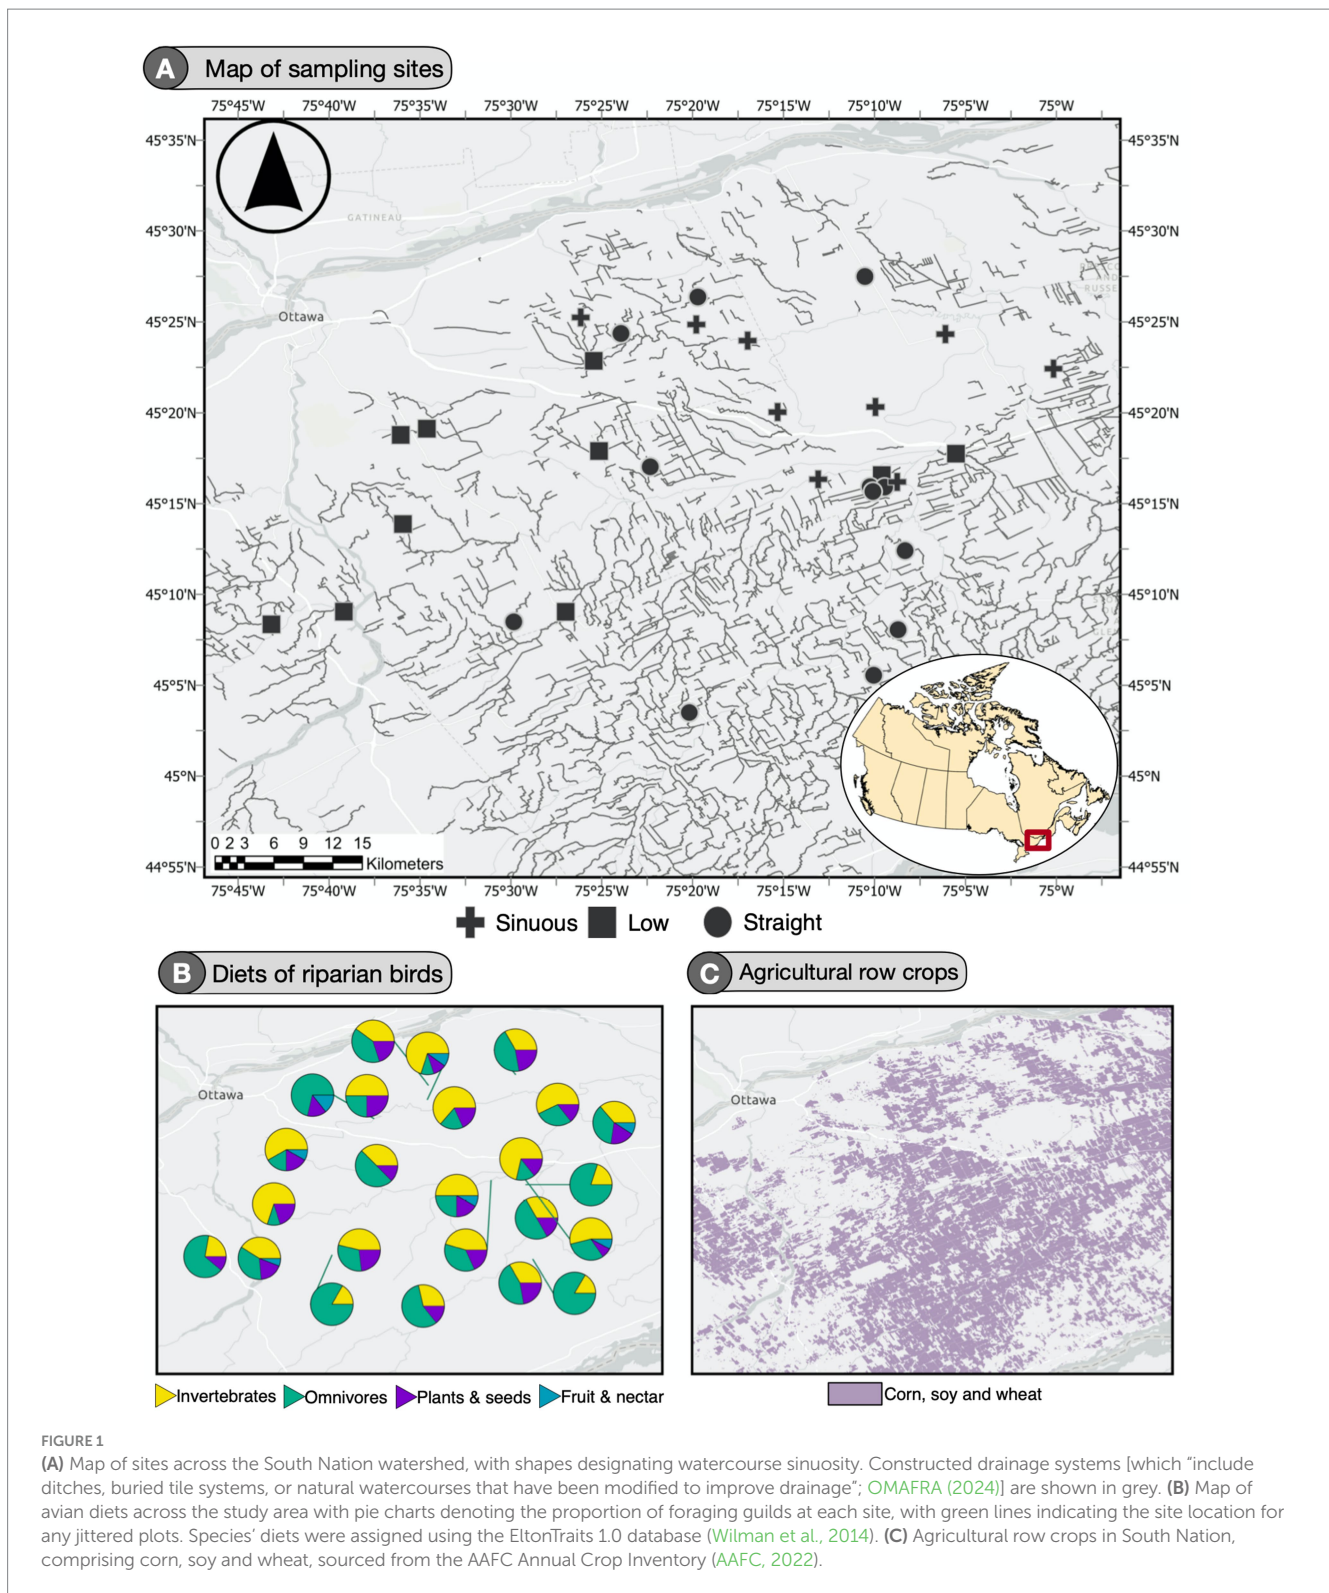 A Map of sampling sites
75°45'W 75°40'W 75°35'W 75°30'W 75°25'W 75°20'W 75°15'W 75°10'W 75°5'W 75°W
45°35'N 45°35'N
GATINEAU
45°30'N 45°30'N
AND
RUSSE
Ottawa
45°25'N 45°25'N
45°20'N 45°20'N
45°15'N 45°15'N
45°10'N 45°10'N
45°5'N 45°5'N
45°N 45°N
0 2 2 3 6 9 12 15
Kilometers
44°55'N 44°55'N
75°45'W 75°40'W 75°35'W 75°30'W 75°25'W 75°20'W 75°15'W 75°10'W 75°5'W 75°W
Sinuous Low Straight
B Diets of riparian birds
Ottawa
Invertebrates Omnivores Plants & seeds Fruit & nectar
C Agricultural row crops
Ottawa
Corn, soy and wheat
FIGURE 1
(A) Map of sites across the South Nation watershed, with shapes designating watercourse sinuosity. Constructed drainage systems [which “include
ditches, buried tile systems, or natural watercourses that have been modified to improve drainage”; OMAFRA (2024)] are shown in grey. (B) Map of
avian diets across the study area with pie charts denoting the proportion of foraging guilds at each site, with green lines indicating the site location for
any jittered plots. Species’ diets were assigned using the EltonTraits 1.0 database (Wilman et al., 2014). (C) Agricultural row crops in South Nation,
comprising corn, soy and wheat, sourced from the AAFC Annual Crop Inventory (AAFC, 2022).